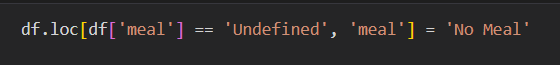 df.loc[df['meal'] == 'Undefined', 'meal'] = 'No Meal'